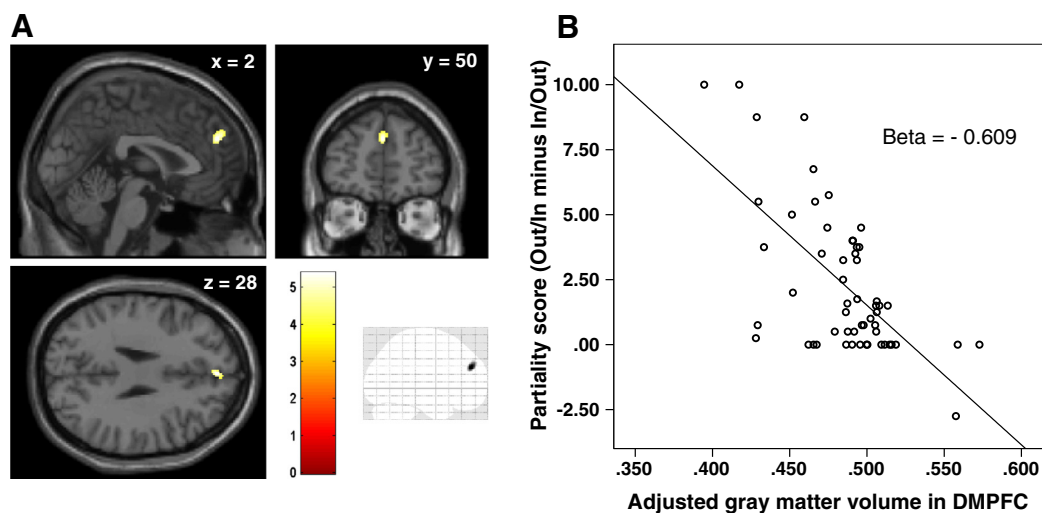 A
x = 2
y = 50
z = 28
5
4
3
2
1
0
B
Partiality score (Out/In minus In/Out)
10.00
7.50
5.00
2.50
.00
-2.50
Beta = - 0.609
.350 .400 .450 .500 .550 .600
Adjusted gray matter volume in DMPFC